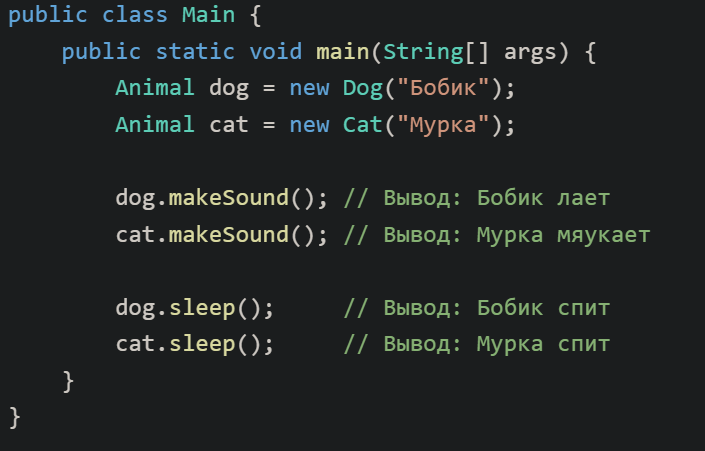 public class Main {
public static void main(String[] args) {
Animal dog = new Dog("Бобик");
Animal cat = new Cat("Мурка");
dog.makeSound(); // Вывод: Бобик лает
cat.makeSound(); // Вывод: Мурка мяукает
dog.sleep(); // Вывод: Бобик спит
cat.sleep(); // Вывод: Мурка спит
}
}